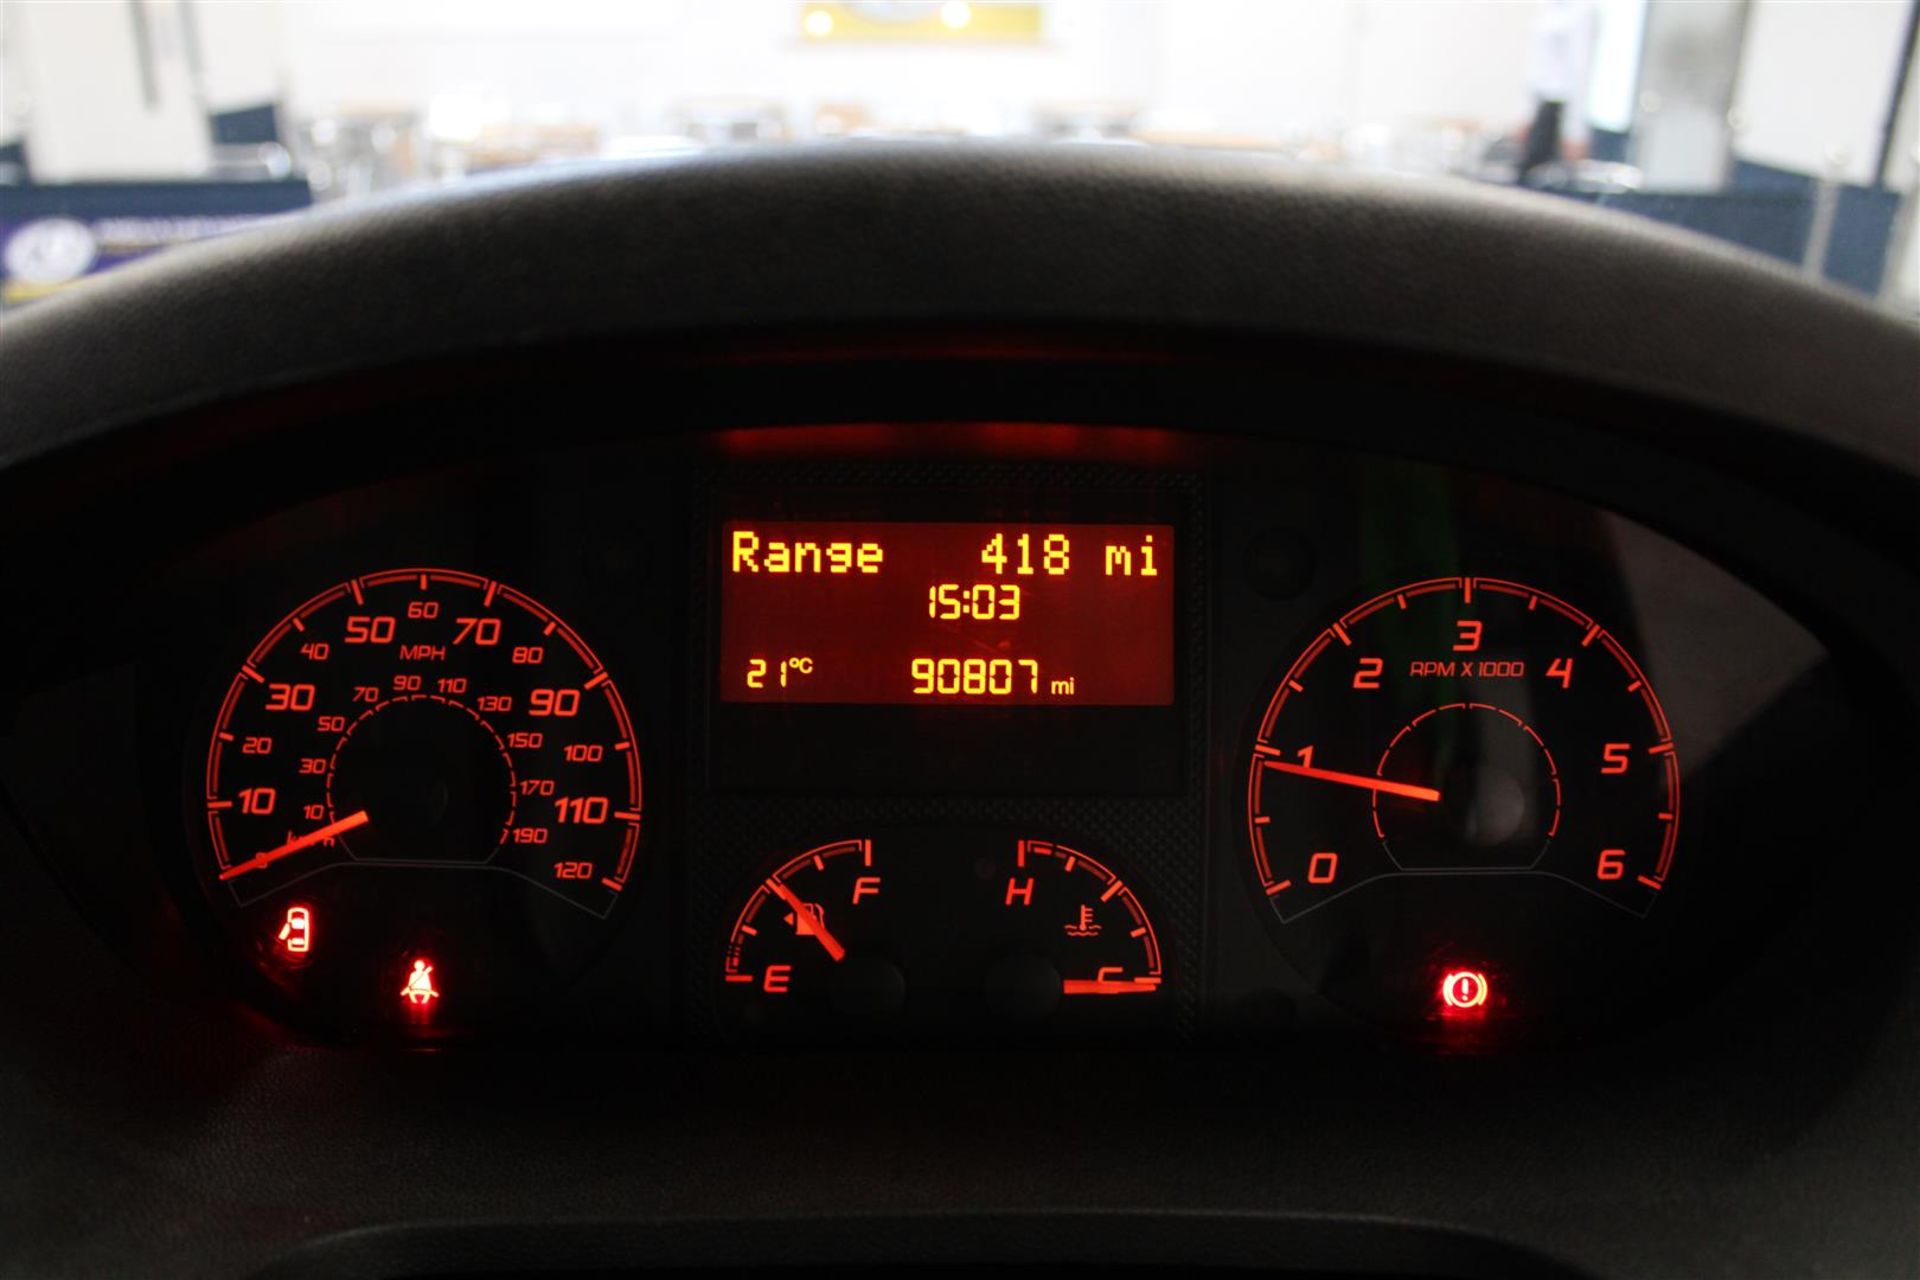 Range 418 mi
15:03
21°C 90807 mi
0 10 20 30 40 50 60 70 80 90 100 110 120
MPH
10 30 50 70 90 110 130 150 170 190
km/h
E F
H C
0 1 2 3 4 5 6
RPM X 1000